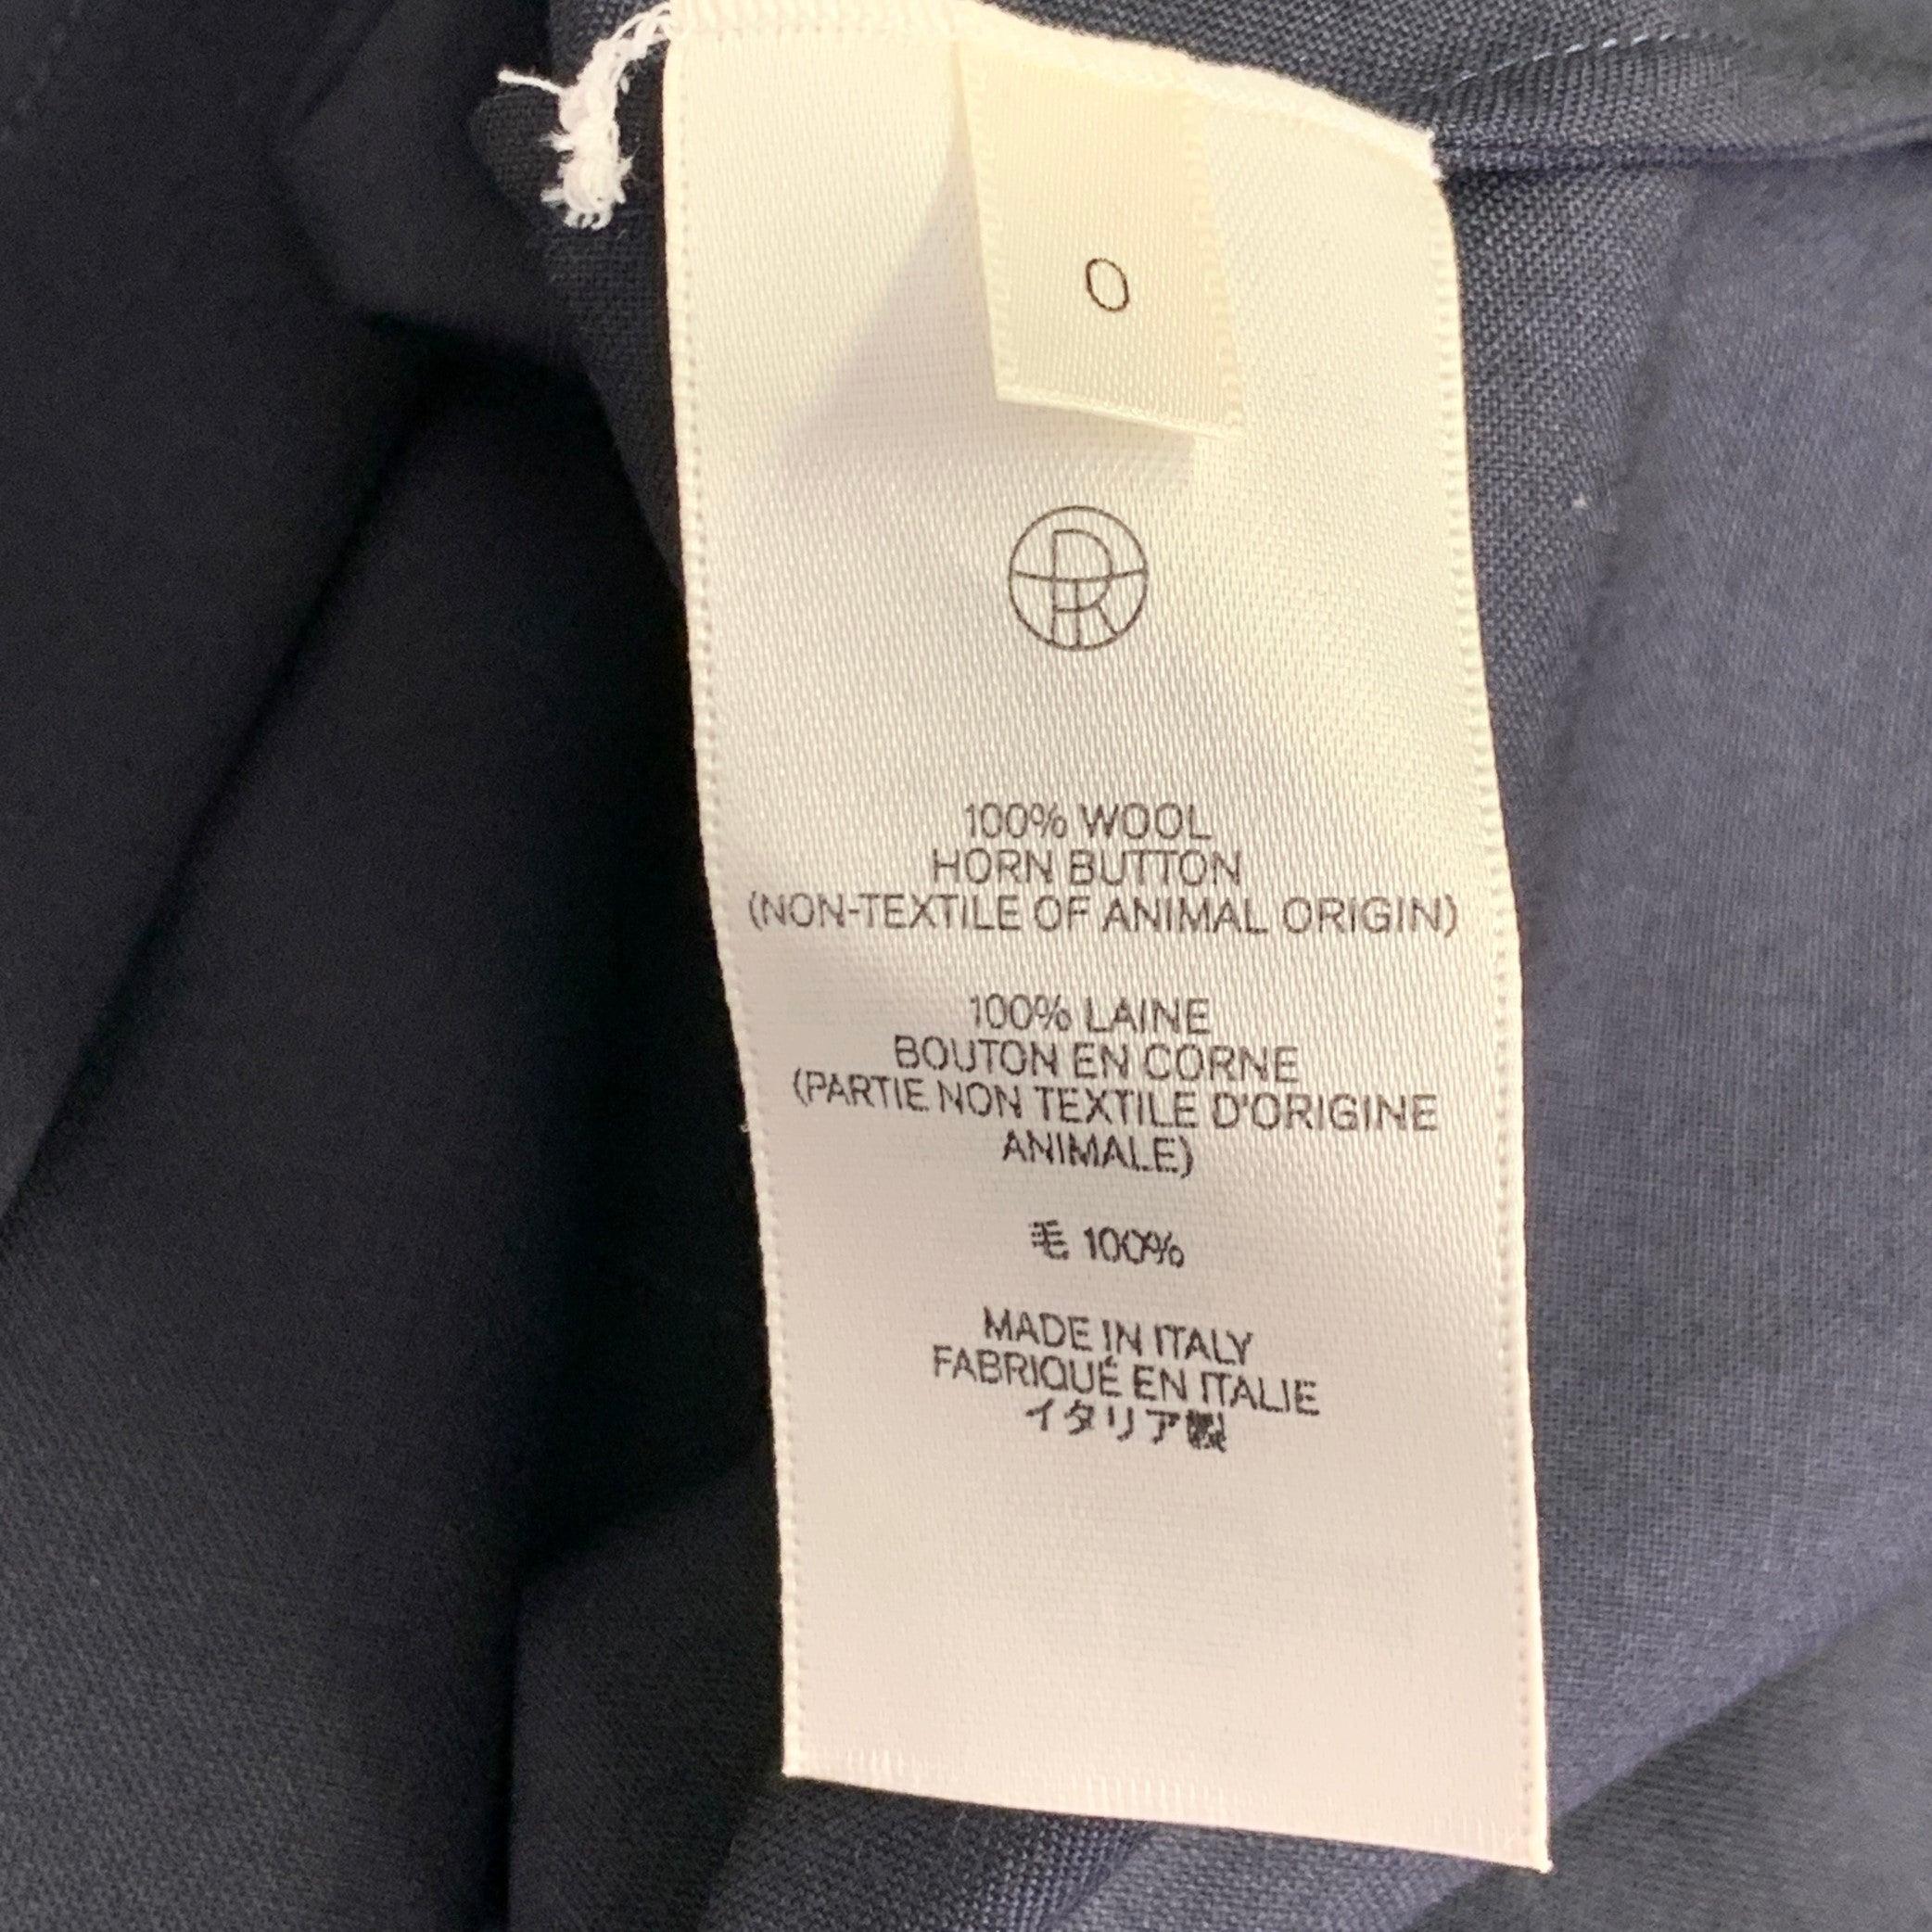 0
100% WOOL
HORN BUTTON
(NON-TEXTILE OF ANIMAL ORIGIN)
100% LAINE
BOUTON EN CORNE
(PARTIE NON TEXTILE D'ORIGINE
ANIMALE)
毛 100%
MADE IN ITALY
FABRIQUÉ EN ITALIE
イタリア製